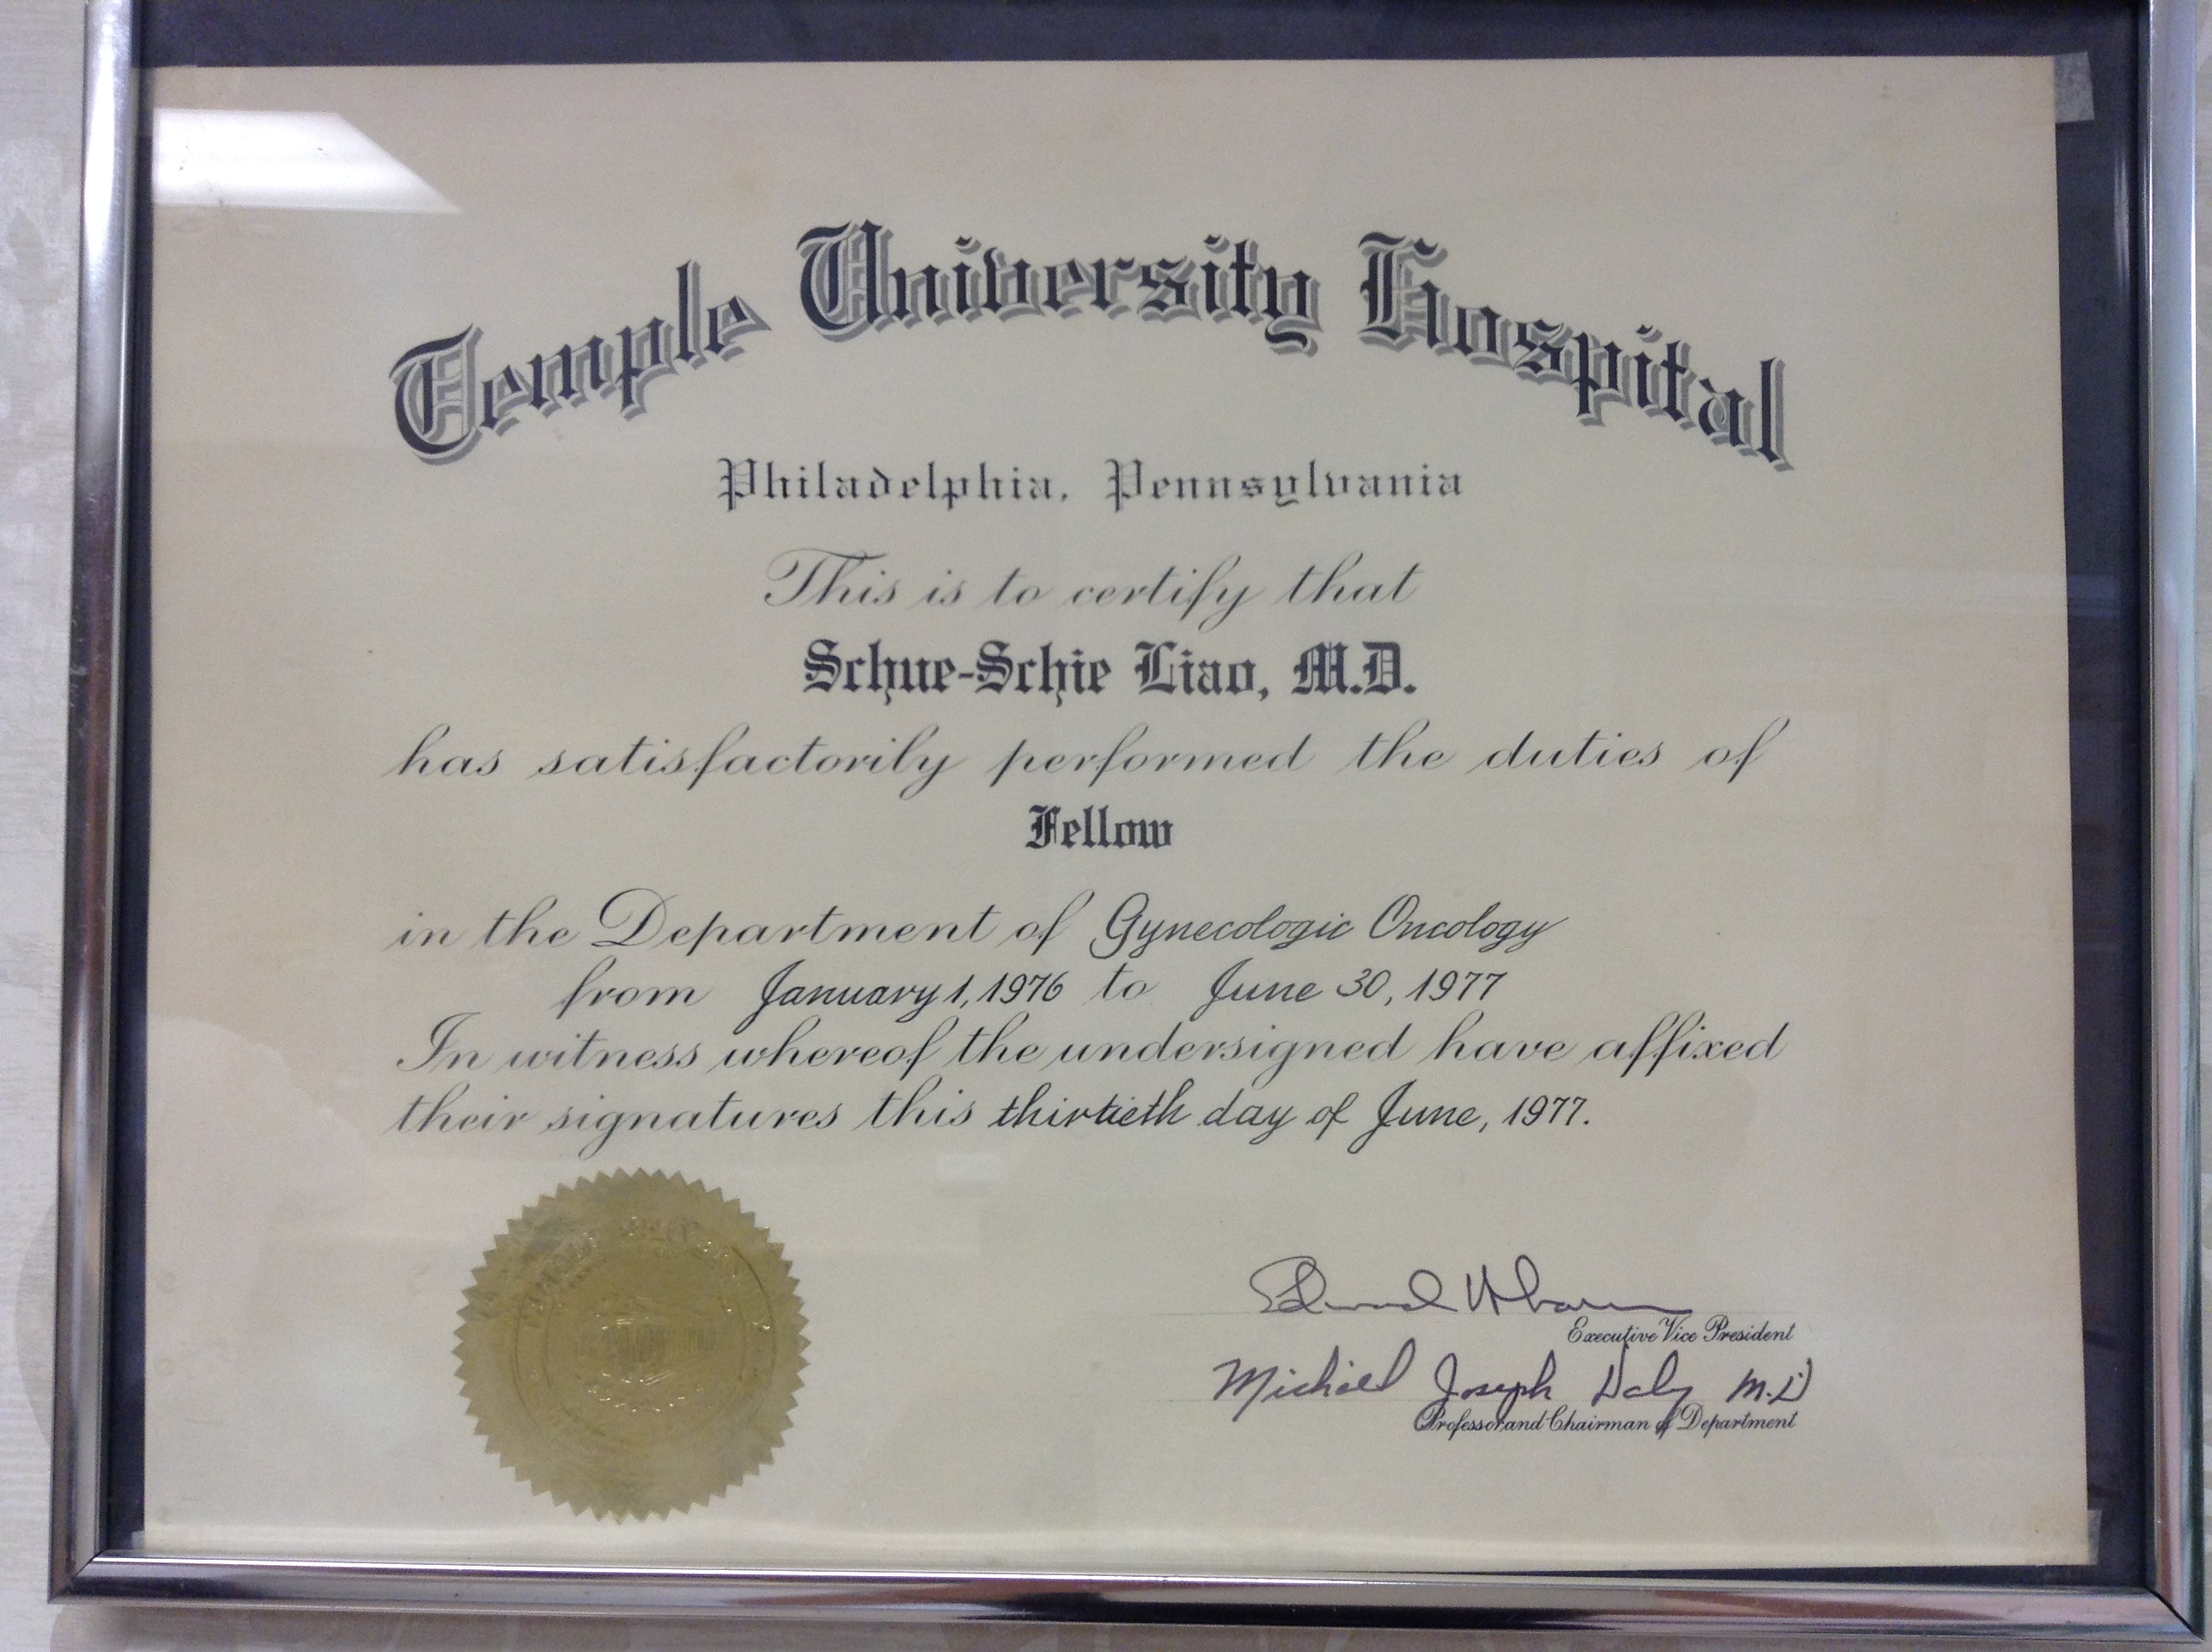 Temple University Hospital
Philadelphia, Pennsylvania
This is to certify that
Schue-Schie Liao, M.D.
has satisfactorily performed the duties of
Fellow
in the Department of Gynecologic Oncology
from January 1, 1976 to June 30, 1977
In witness whereof the undersigned have affixed
their signatures this thirtieth day of June, 1977.
Executive Vice President
Michael Joseph Daly M.D
Professor and Chairman of Department